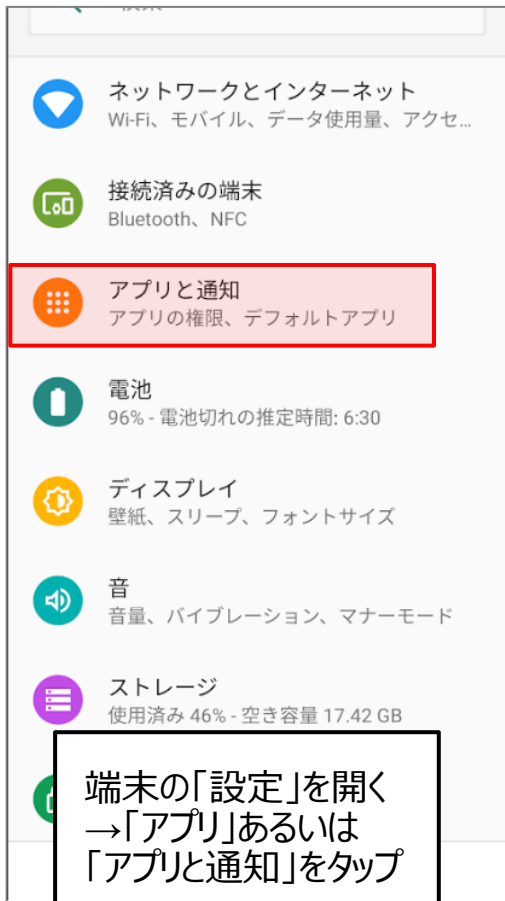 ネットワークとインターネット
Wi-Fi、モバイル、データ使用量、アクセ...
接続済みの端末
Bluetooth、NFC
アプリと通知
アプリの権限、デフォルトアプリ
電池
96% - 電池切れの推定時間: 6:30
ディスプレイ
壁紙、スリープ、フォントサイズ
音
音量、バイブレーション、マナーモード
ストレージ
使用済み 46% - 空き容量 17.42 GB
端末の「設定」を開く
→「アプリ」あるいは
「アプリと通知」をタップ